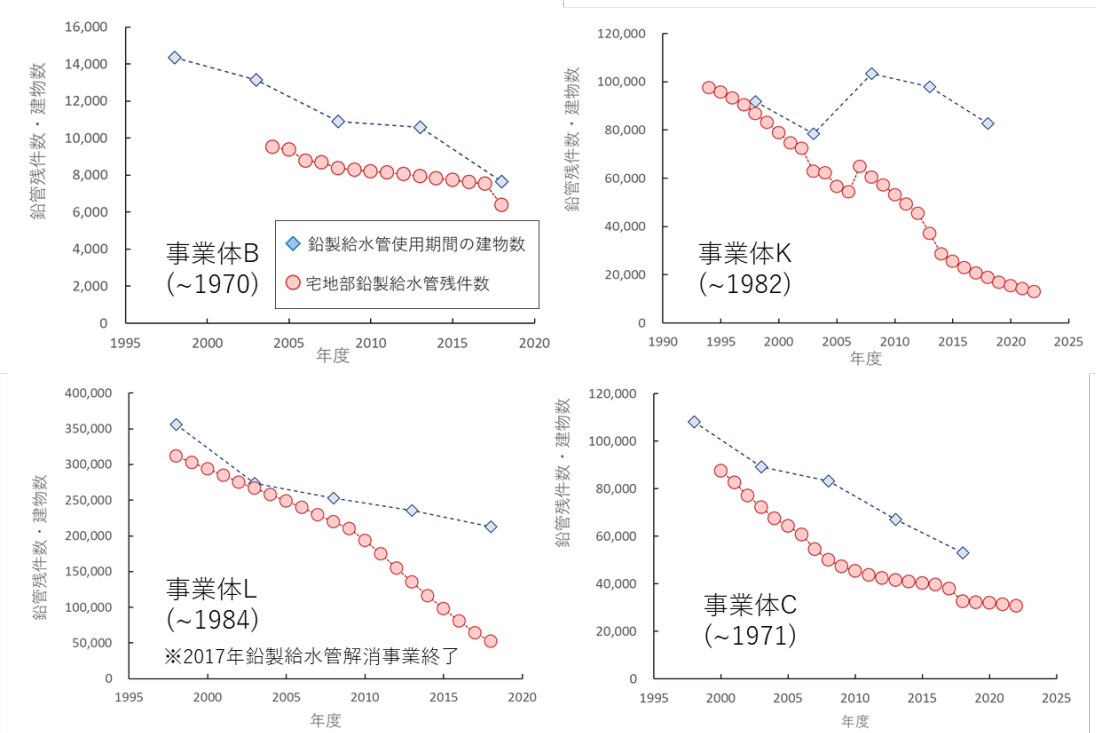 16,000
14,000
12,000
10,000
8,000
6,000
4,000
2,000
0
1995 2000 2005 2010 2015 2020
鉛管残件数・建物数
年度
事業体B
(~1970)
鉛製給水管使用期間の建物数
宅地部鉛製給水管残件数
120,000
100,000
80,000
60,000
40,000
20,000
0
1990 1995 2000 2005 2010 2015 2020 2025
鉛管残件数・建物数
年度
事業体K
(~1982)
400,000
350,000
300,000
250,000
200,000
150,000
100,000
50,000
0
1995 2000 2005 2010 2015 2020
鉛管残件数・建物数
年度
事業体L
(~1984)
※2017年鉛製給水管解消事業終了
120,000
100,000
80,000
60,000
40,000
20,000
0
1995 2000 2005 2010 2015 2020 2025
鉛管残件数・建物数
年度
事業体C
(~1971)